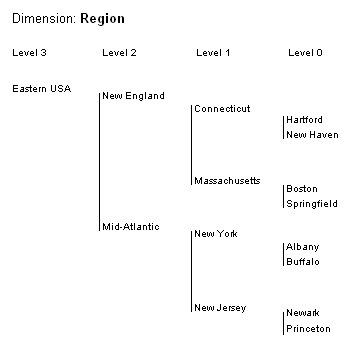 Dimension: Region
Level 3 Level 2 Level 1 Level 0
Eastern USA
New England
Connecticut
Hartford
New Haven
Massachusetts
Boston
Springfield
Mid-Atlantic
New York
Albany
Buffalo
New Jersey
Newark
Princeton